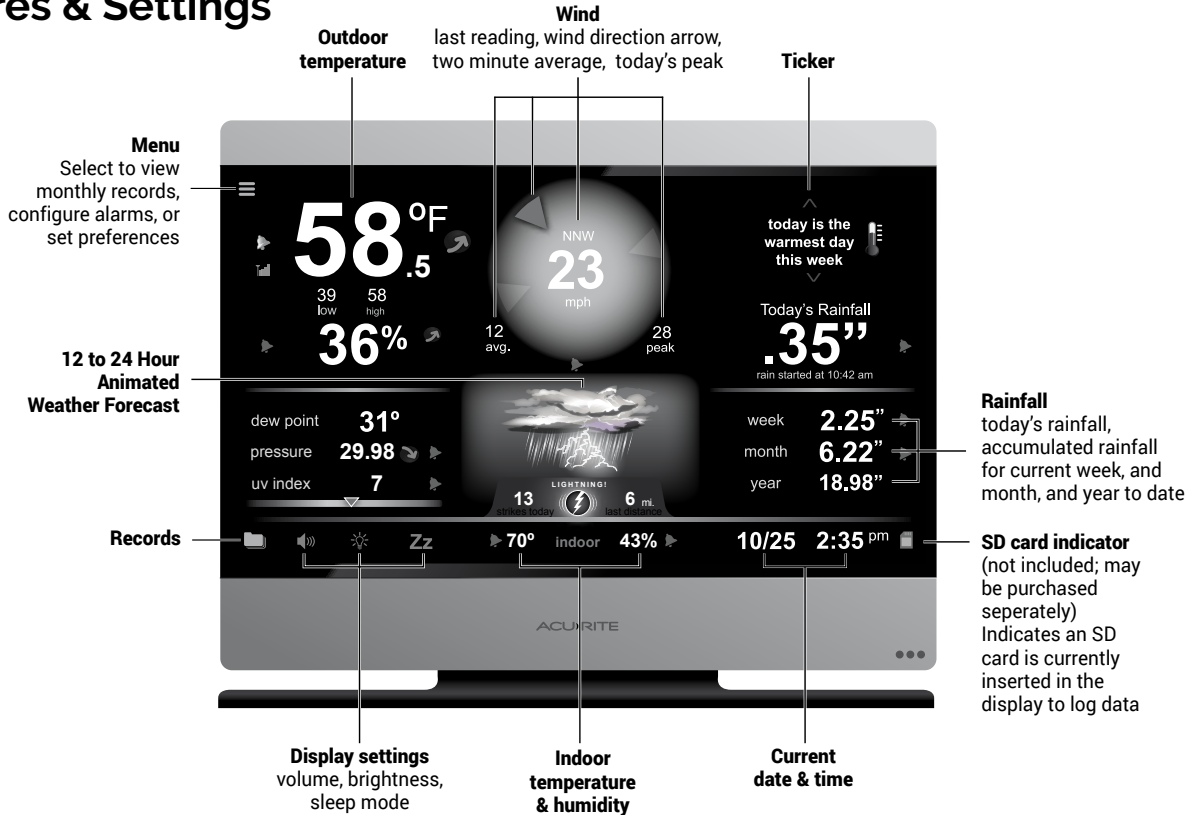 res & Settings
Wind
last reading, wind direction arrow,
two minute average, today's peak
Outdoor
temperature
Ticker
Menu
Select to view
monthly records,
configure alarms, or
set preferences
58 .5 ºF
39 low
58 high
36%
NNW
23
mph
12
avg.
28
peak
today is the
warmest day
this week
Today's Rainfall
.35”
rain started at 10:42 am
12 to 24 Hour
Animated
Weather Forecast
dew point 31º
pressure 29.98
uv index 7
LIGHTNING!
13
strikes today
6 mi.
last distance
week 2.25”
month 6.22”
year 18.98”
Rainfall
today's rainfall,
accumulated rainfall
for current week, and
month, and year to date
Records
Zz
70º indoor 43%
10/25 2:35 pm
SD card indicator
(not included; may
be purchased
seperately)
Indicates an SD
card is currently
inserted in the
display to log data
ACURITE
Display settings
volume, brightness,
sleep mode
Indoor
temperature
& humidity
Current
date & time